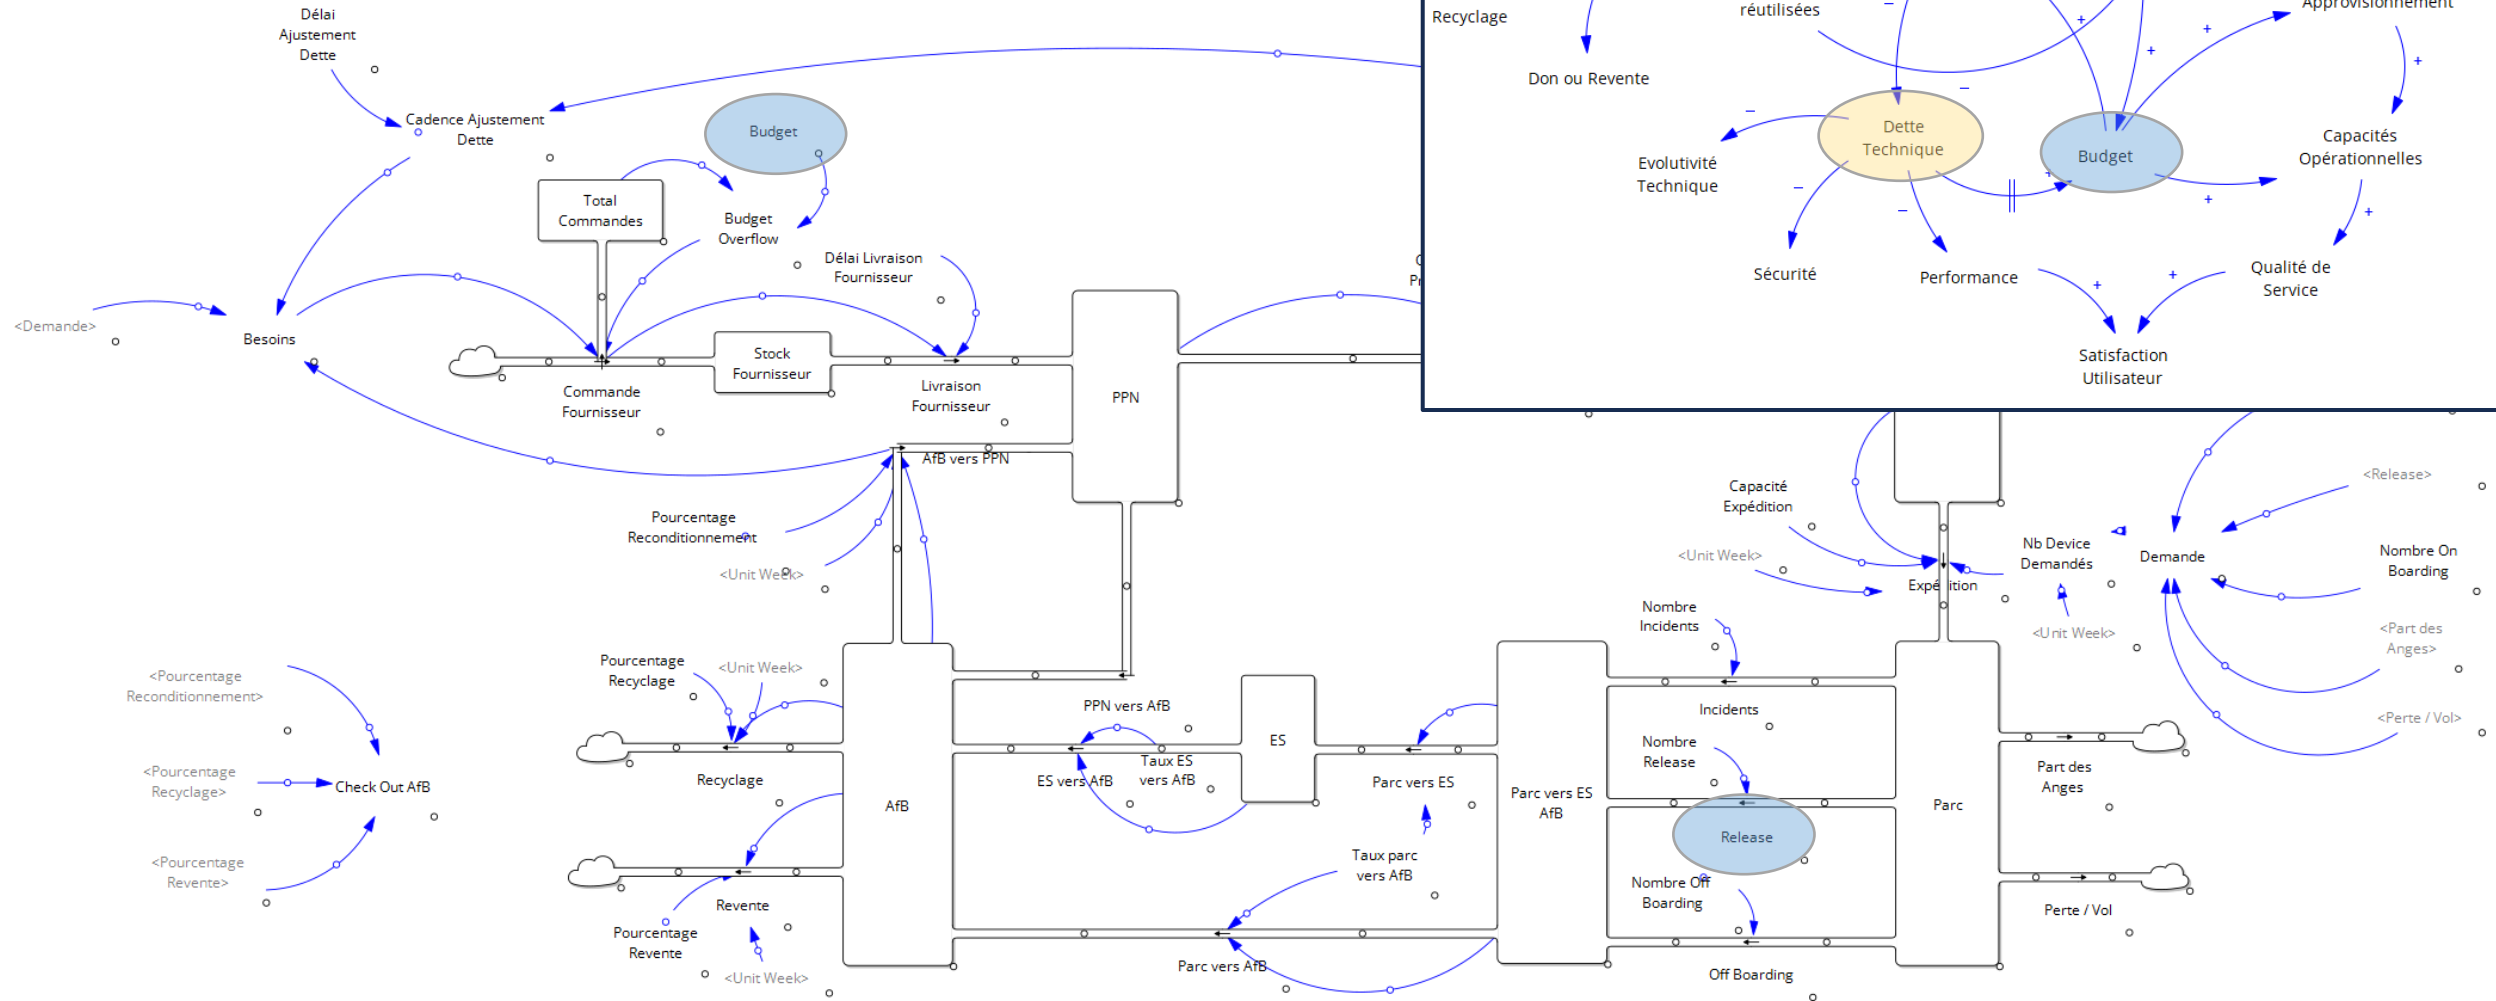 Délai
Ajustement
Dette
Cadence Ajustement
Dette
Budget
Total
Commandes
Budget
Overflow
Délai Livraison
Fournisseur
<Demande>
Besoins
Stock
Fournisseur
Commande
Fournisseur
Livraison
Fournisseur
PPN
AfB vers PPN
Pourcentage
Reconditionnement
<Unit Week>
Recyclage
réutilisées
Approvisionnement
Don ou Revente
Dette
Technique
Budget
Capacités
Opérationnelles
Evolutivité
Technique
Sécurité
Performance
Qualité de
Service
Satisfaction
Utilisateur
Capacité
Expédition
<Unit Week>
Expédition
Nb Device
Demandés
<Unit Week>
Demande
<Release>
Nombre On
Boarding
<Part des
Anges>
<Perte / Vol>
<Pourcentage
Reconditionnement>
<Pourcentage
Recyclage>
<Pourcentage
Revente>
Check Out AfB
Pourcentage
Recyclage
<Unit Week>
Recyclage
Revente
Pourcentage
Revente
<Unit Week>
AfB
PPN vers AfB
ES vers AfB
Taux ES
vers AfB
ES
Parc vers ES
Taux parc
vers AfB
Parc vers AfB
Parc vers ES
AfB
Nombre
Incidents
Incidents
Nombre
Release
Release
Nombre Off
Boarding
Off Boarding
Parc
Part des
Anges
Perte / Vol